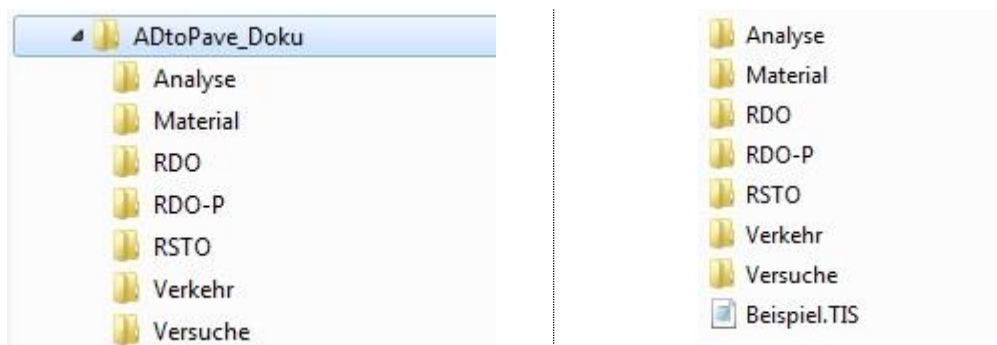 ADtoPave_Doku
Analyse
Material
RDO
RDO-P
RSTO
Verkehr
Versuche
Analyse
Material
RDO
RDO-P
RSTO
Verkehr
Versuche
Beispiel.TIS